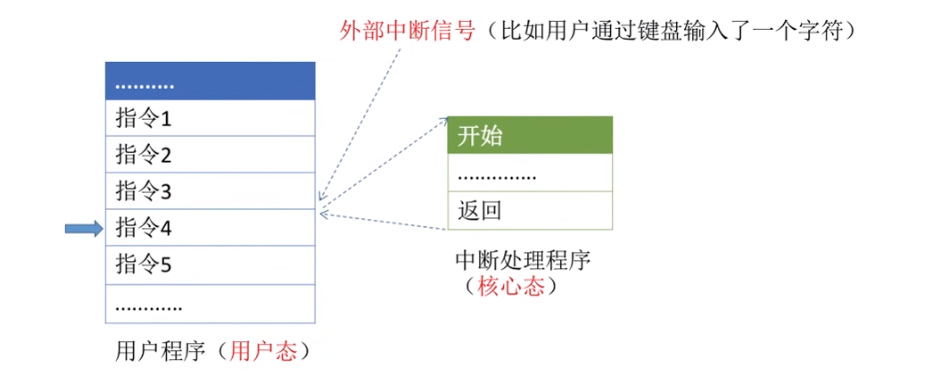 外部中断信号（比如用户通过键盘输入了一个字符）
..........
指令1
指令2
指令3
指令4
指令5
............
用户程序（用户态）
开始
..............
返回
中断处理程序
（核心态）